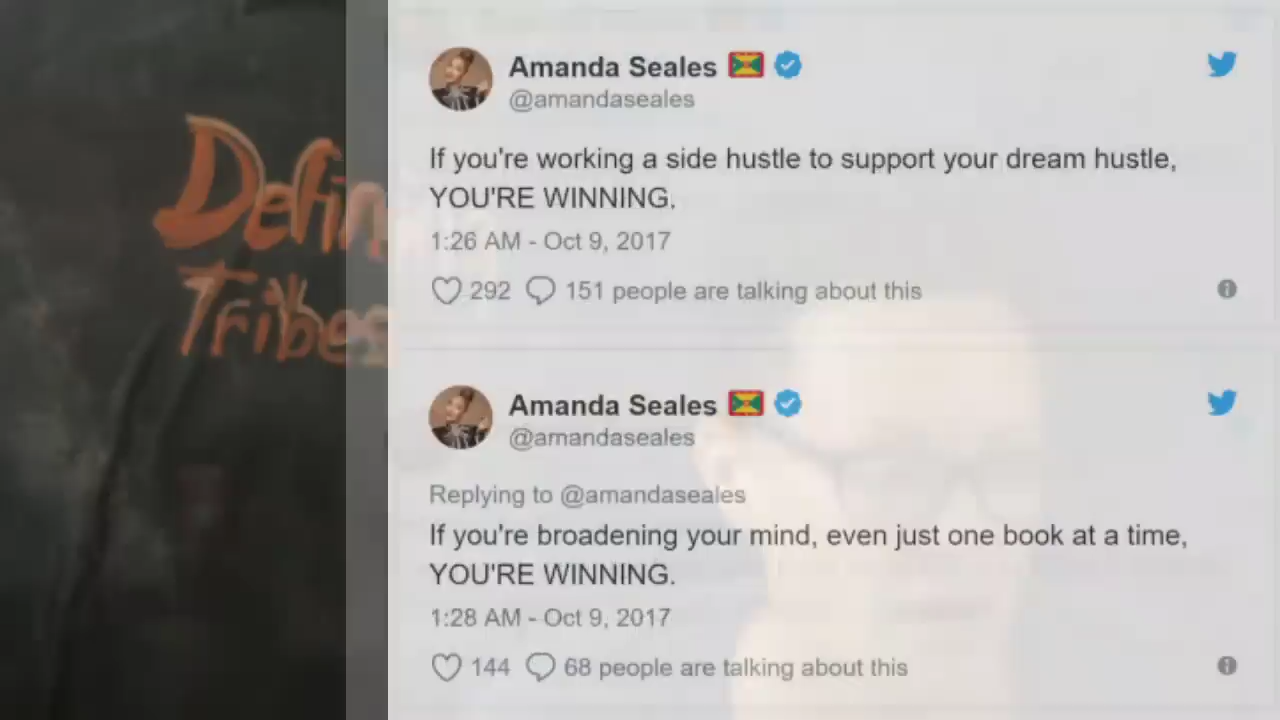 Defin
Tribes
Amanda Seales
@amandaseales
If you're working a side hustle to support your dream hustle,
YOU'RE WINNING.
1:26 AM - Oct 9, 2017
292 151 people are talking about this
Amanda Seales
@amandaseales
Replying to @amandaseales
If you're broadening your mind, even just one book at a time,
YOU'RE WINNING.
1:28 AM - Oct 9, 2017
144 68 people are talking about this